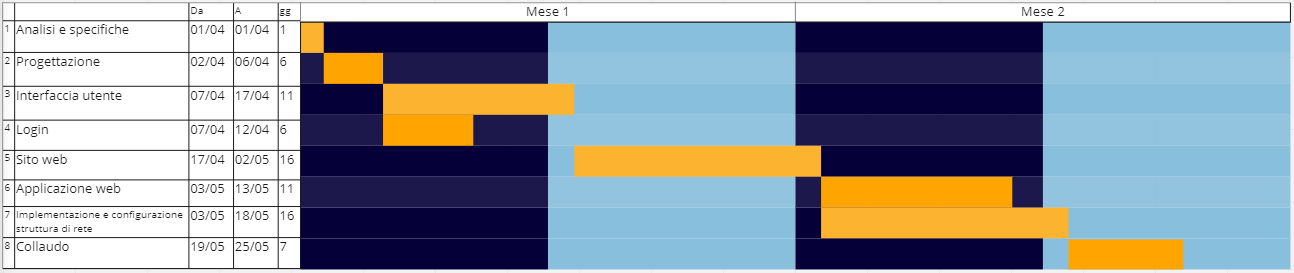 Da A gg Mese 1 Mese 2
1 Analisi e specifiche 01/04 01/04 1
2 Progettazione 02/04 06/04 6
3 Interfaccia utente 07/04 17/04 11
4 Login 07/04 12/04 6
5 Sito web 17/04 02/05 16
6 Applicazione web 03/05 13/05 11
7 Implementazione e configurazione 03/05 18/05 16
struttura di rete
8 Collaudo 19/05 25/05 7